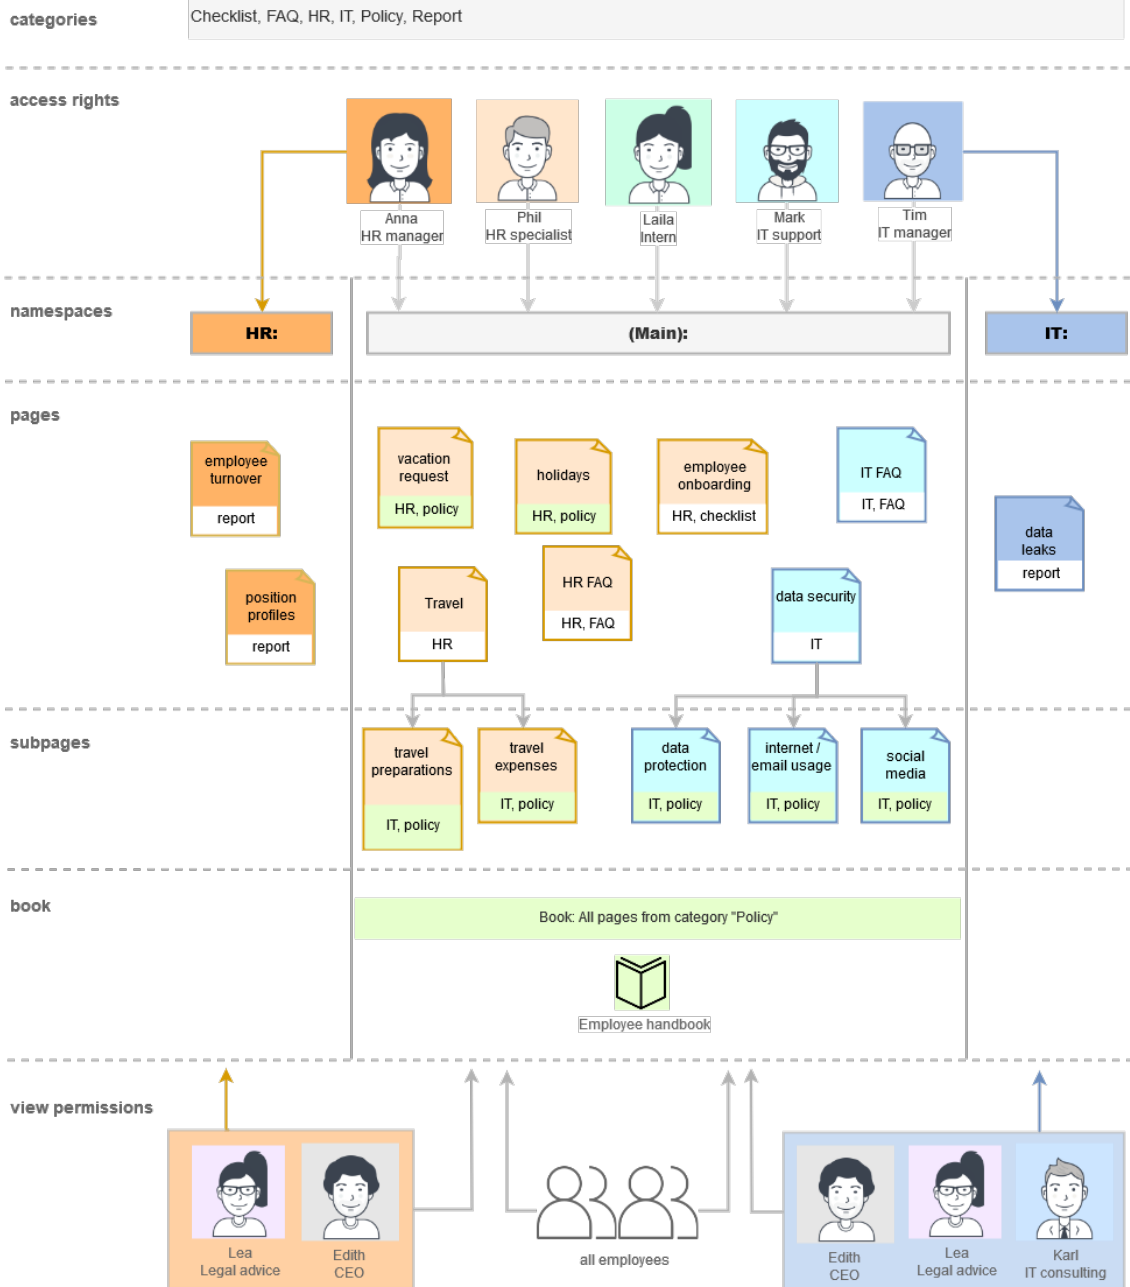 categories
Checklist, FAQ, HR, IT, Policy, Report
access rights
Anna
HR manager
Phil
HR specialist
Laila
Intern
Mark
IT support
Tim
IT manager
namespaces
HR:
(Main):
IT:
pages
employee
turnover
report
vacation
request
HR, policy
holidays
HR, policy
employee
onboarding
HR, checklist
IT FAQ
IT, FAQ
data
leaks
report
position
profiles
report
Travel
HR
HR FAQ
HR, FAQ
data security
IT
subpages
travel
preparations
IT, policy
travel
expenses
IT, policy
data
protection
IT, policy
internet /
email usage
IT, policy
social
media
IT, policy
book
Book: All pages from category "Policy"
Employee handbook
view permissions
Lea
Legal advice
Edith
CEO
all employees
Edith
CEO
Lea
Legal advice
Karl
IT consulting